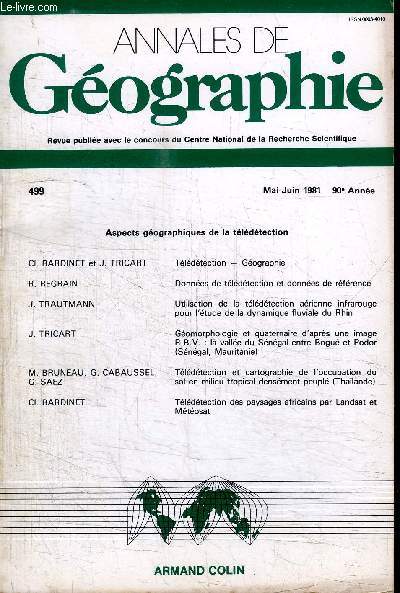 Le-livre.com
ISSN 0003-4010
ANNALES DE
Géographie
Revue publiée avec le concours du Centre National de la Recherche Scientifique
499 Mai-Juin 1981 90e Année
Aspects géographiques de la télédétection
Cl. BARDINET et J. TRICART Télédétection — Géographie
R. REGRAIN Données de télédétection et données de référence
J. TRAUTMANN Utilisation de la télédétection aérienne infrarouge
pour l'étude de la dynamique fluviale du Rhin
J. TRICART Géomorphologie et quaternaire d'après une image
R.B.V. : la vallée du Sénégal entre Bogué et Podor
(Sénégal, Mauritanie)
M. BRUNEAU, G. CABAUSSEL, Télédétection et cartographie de l'occupation du
G. SAEZ sol en milieu tropical densément peuplé (Thaïlande)
Cl. BARDINET Télédétection des paysages africains par Landsat et
Météosat
ARMAND COLIN